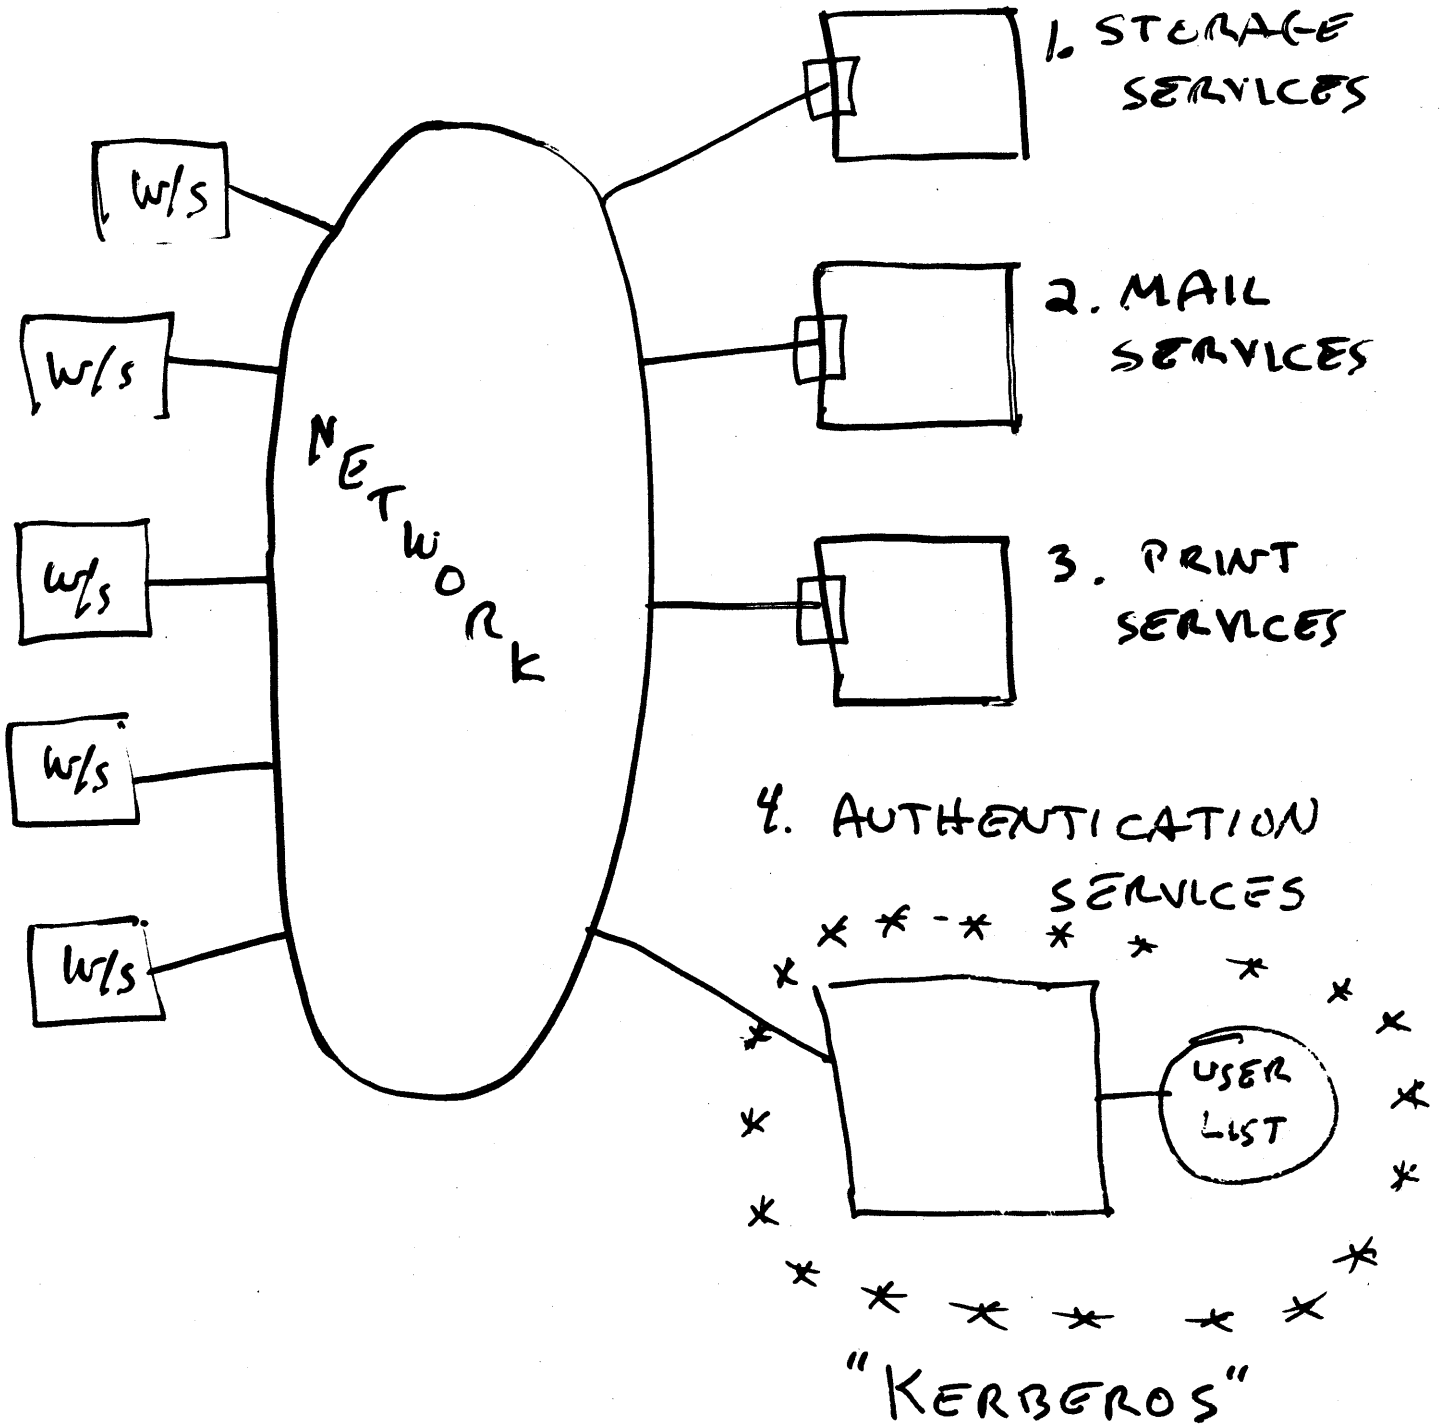 1. STORAGE
SERVICES
W/S
W/S
2. MAIL
SERVICES
NETWORK
W/S
3. PRINT
SERVICES
W/S
4. AUTHENTICATION
SERVICES
W/S
USER
LIST
"KERBEROS"